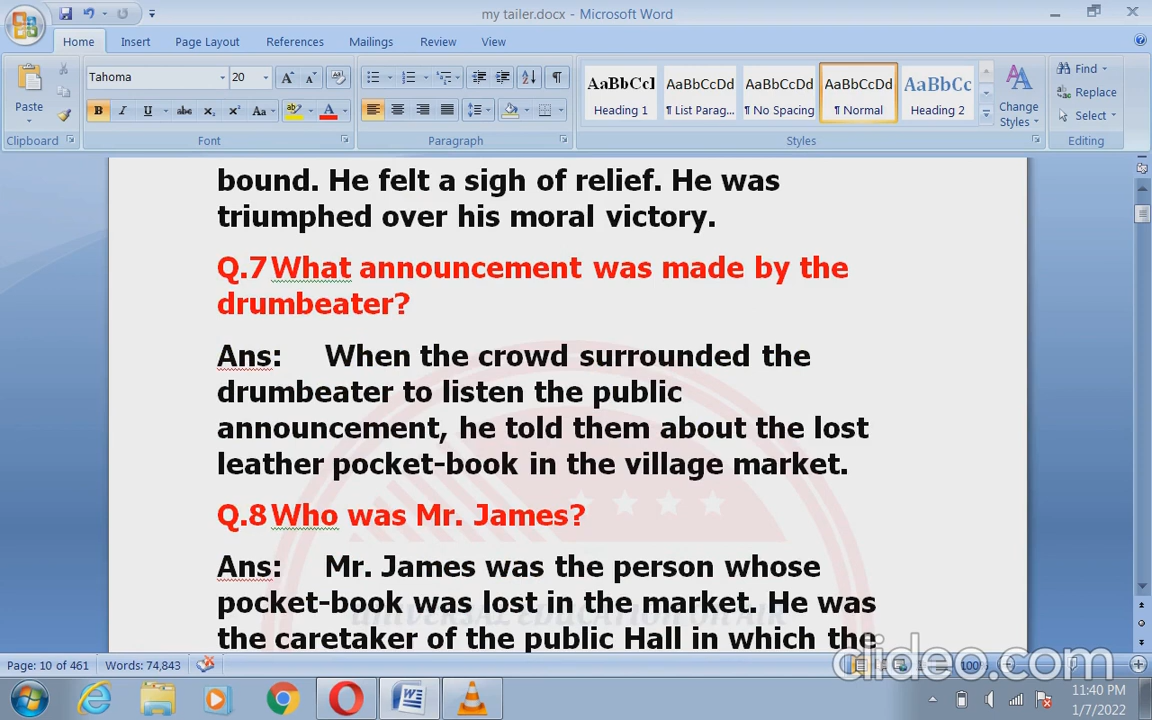 my tailer.docx - Microsoft Word
Home Insert Page Layout References Mailings Review View
Paste
Clipboard
Tahoma 20
Font
Paragraph
AaBbCcI AaBbCcDd AaBbCcDd AaBbCcDd AaBbCc
Heading 1 ¶ List Parag... ¶ No Spacing ¶ Normal Heading 2
Change Styles
Styles
Find
Replace
Select
Editing
bound. He felt a sigh of relief. He was
triumphed over his moral victory.
Q.7 What announcement was made by the
drumbeater?
Ans: When the crowd surrounded the
drumbeater to listen the public
announcement, he told them about the lost
leather pocket-book in the village market.
Q.8 Who was Mr. James?
Ans: Mr. James was the person whose
pocket-book was lost in the market. He was
the caretaker of the public Hall in which the
UNIVERSAL EDUCATION ON AIR
clideo.com
Page: 10 of 461 Words: 74,843 100%
11:40 PM
1/7/2022